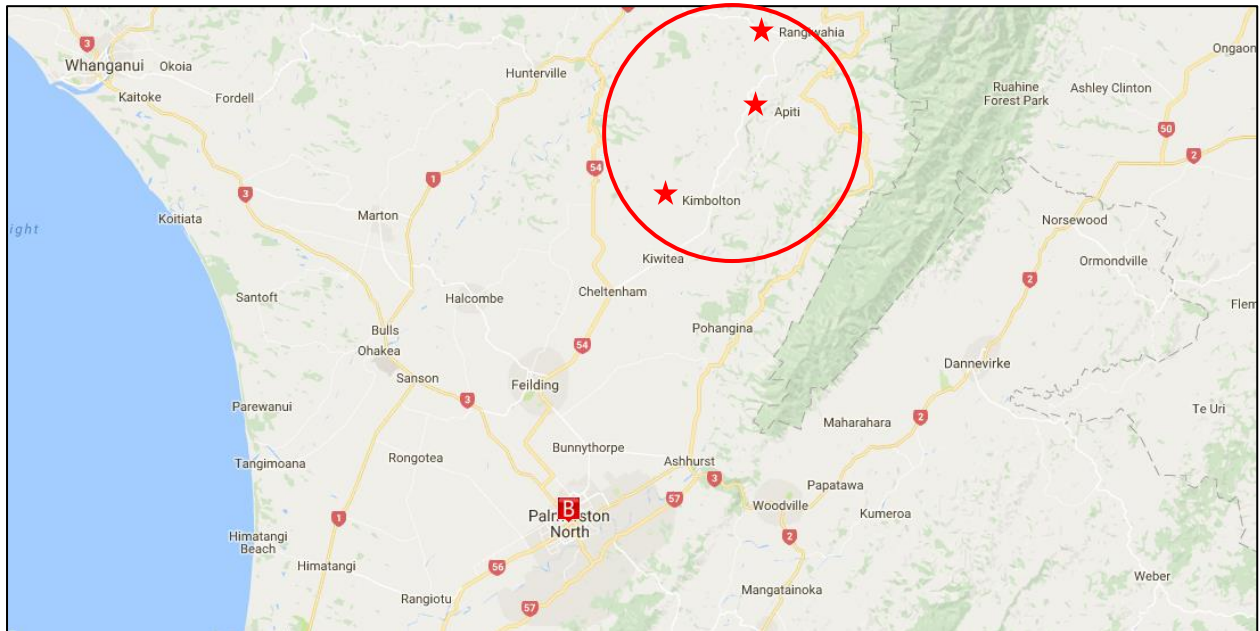 Rangiwahia
Ongaon
3
Whanganui
Okoia
Hunterville
Ruahine
Forest Park
Ashley Clinton
Kaitoke
Fordell
Apiti
50
2
54
1
3
Kimbolton
Koitiata
Marton
Norsewood
ight
Kiwitea
Ormondville
2
Santoft
Halcombe
Cheltenham
Flem
Bulls
Pohangina
Ohakea
54
Dannevirke
Sanson
Feilding
3
Parewanui
Te Uri
2
Maharahara
Bunnythorpe
Tangimoana
Rongotea
Ashhurst
3
Papatawa
57
Woodville
Kumeroa
B
Palmerston
North
1
Himatangi
Beach
2
Himatangi
56
Weber
Mangatainoka
Rangiotu
57